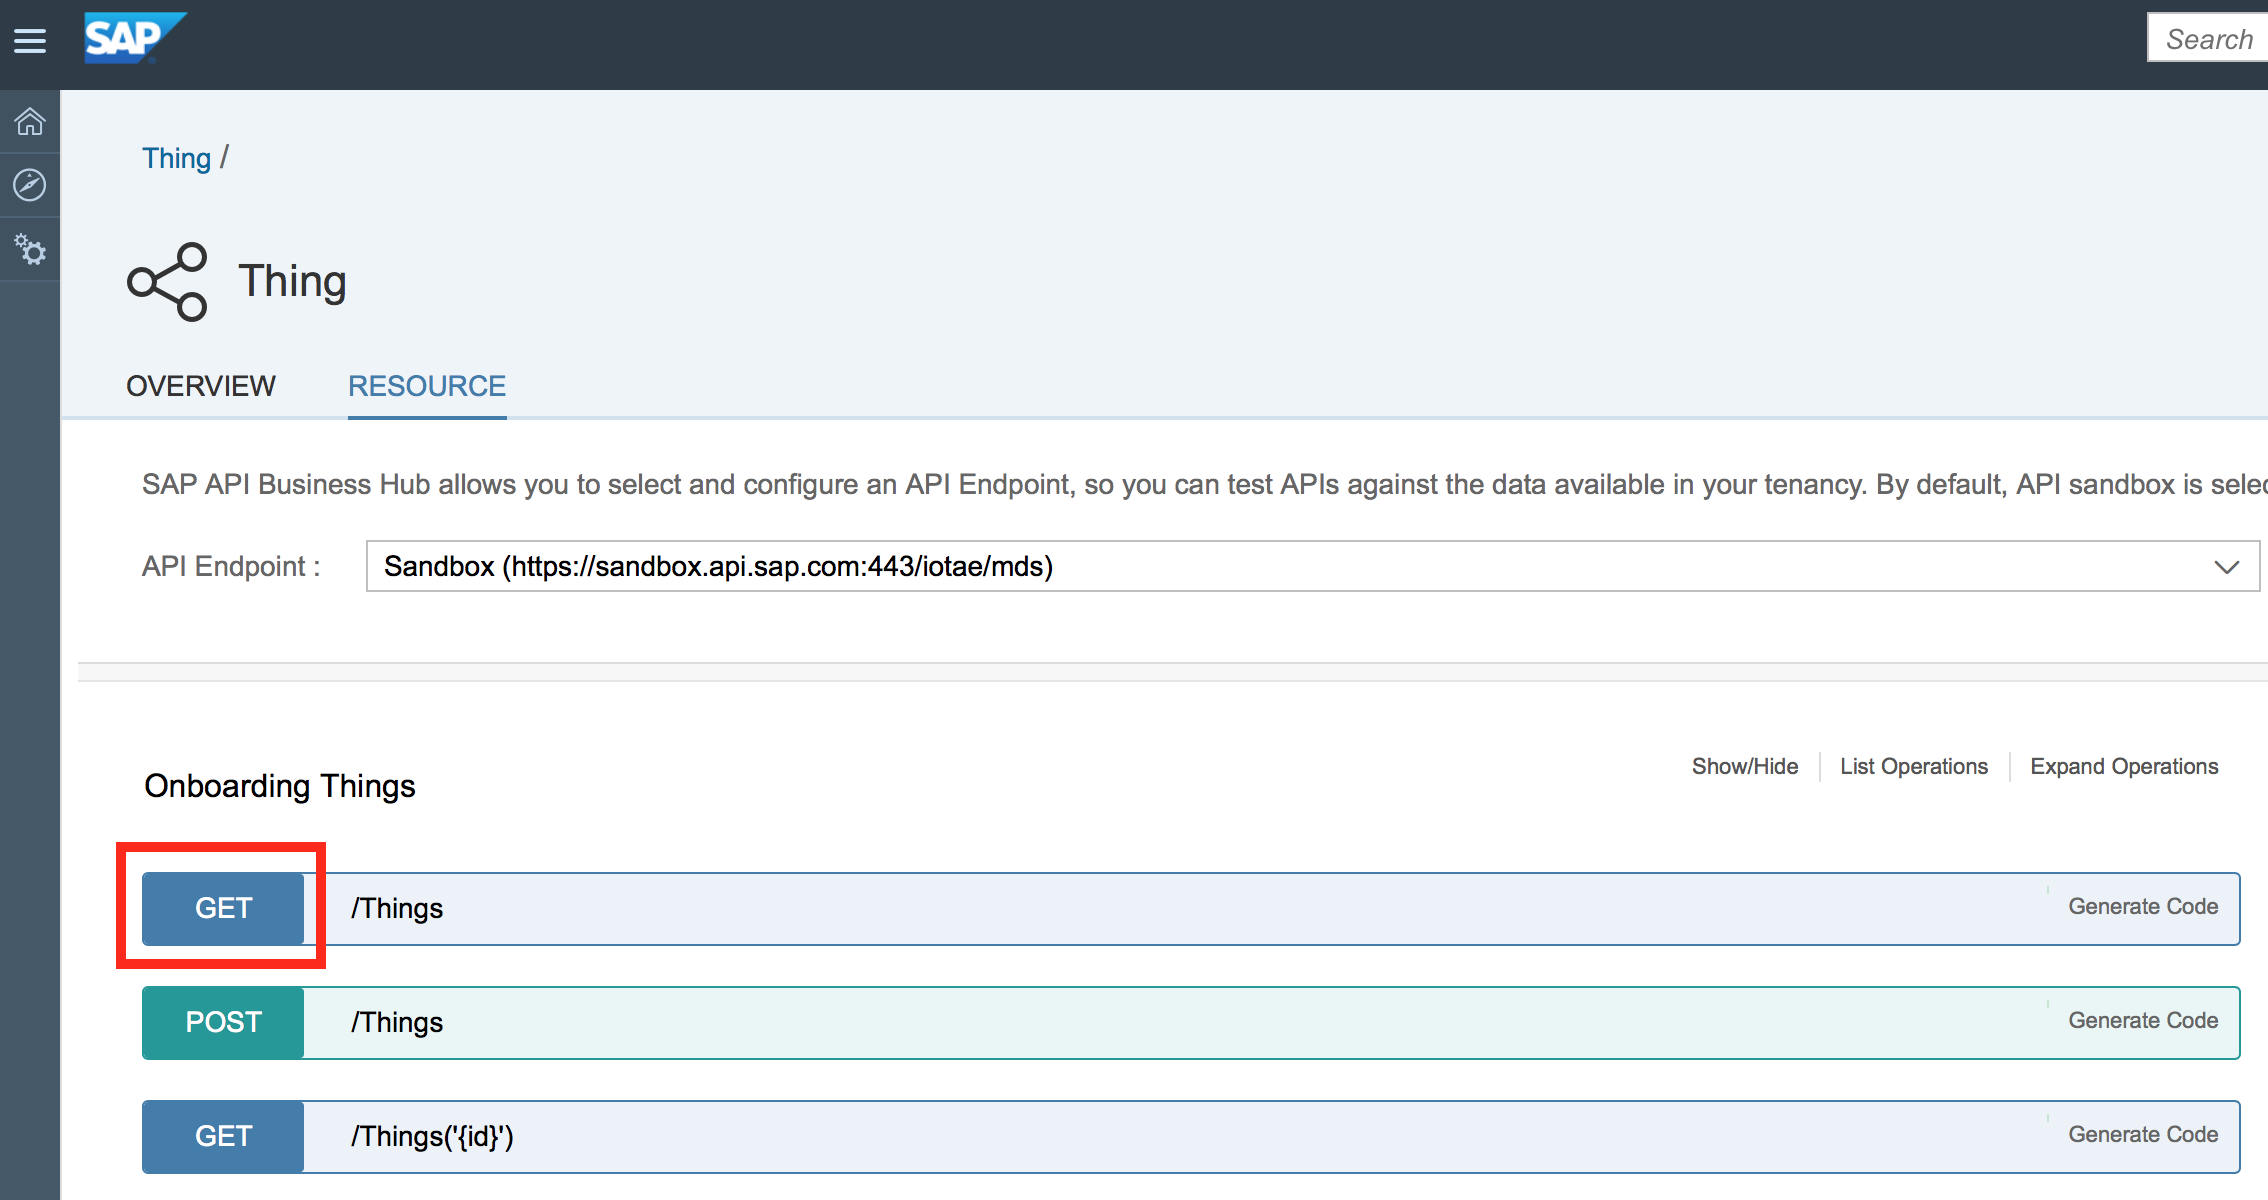 SAP
Search
Thing /
Thing
OVERVIEW RESOURCE
SAP API Business Hub allows you to select and configure an API Endpoint, so you can test APIs against the data available in your tenancy. By default, API sandbox is selec
API Endpoint : Sandbox (https://sandbox.api.sap.com:443/iotae/mds)
Show/Hide List Operations Expand Operations
Onboarding Things
GET /Things Generate Code
POST /Things Generate Code
GET /Things('{id}') Generate Code